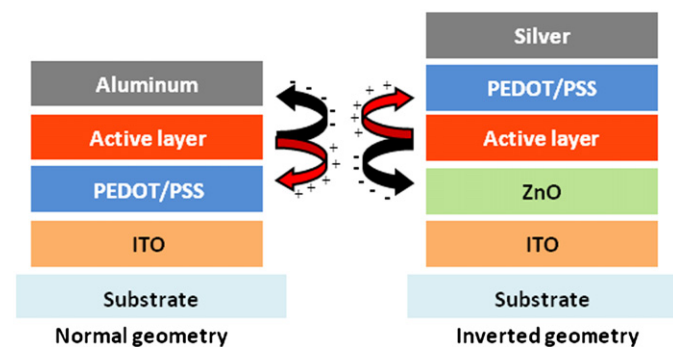 Aluminum
Active layer
PEDOT/PSS
ITO
Substrate
Normal geometry
Silver
PEDOT/PSS
Active layer
ZnO
ITO
Substrate
Inverted geometry